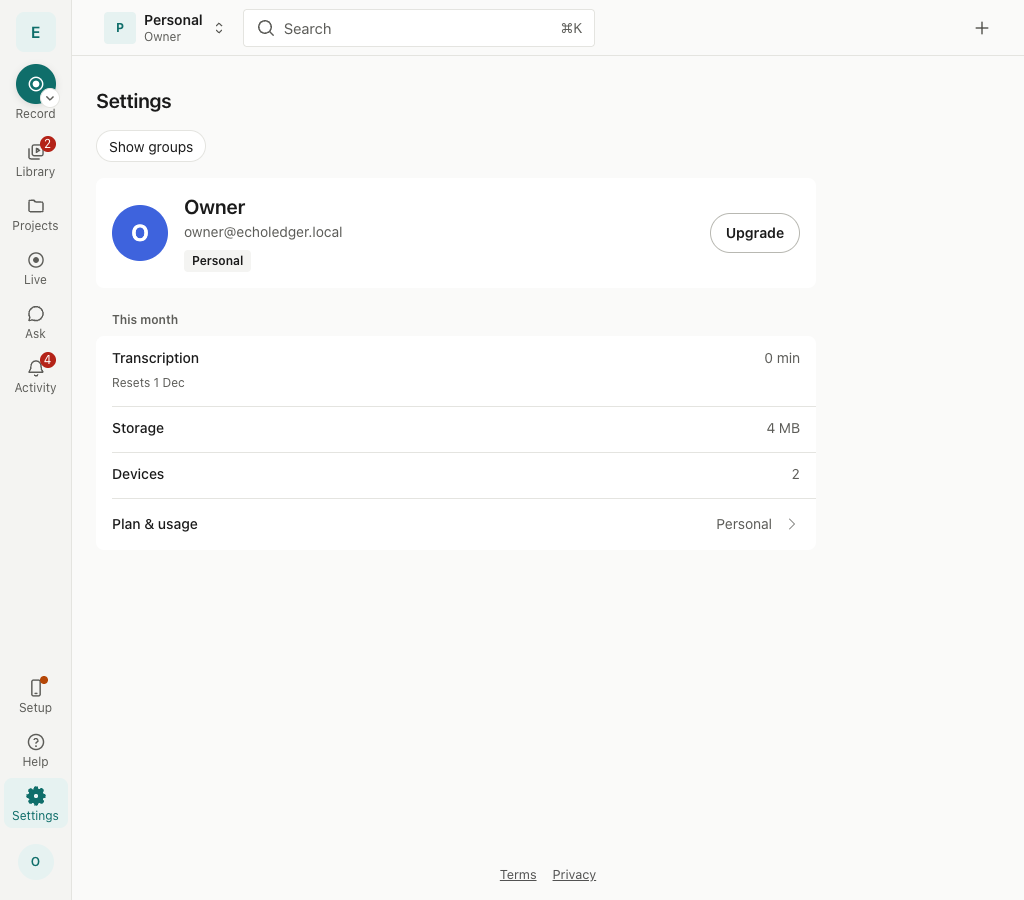 E
Record
2
Library
Projects
Live
Ask
4
Activity
Setup
Help
Settings
O
P
Personal
Owner
Search
⌘K
Settings
Show groups
O
Owner
owner@echoledger.local
Personal
Upgrade
This month
Transcription
0 min
Resets 1 Dec
Storage
4 MB
Devices
2
Plan & usage
Personal
Terms
Privacy